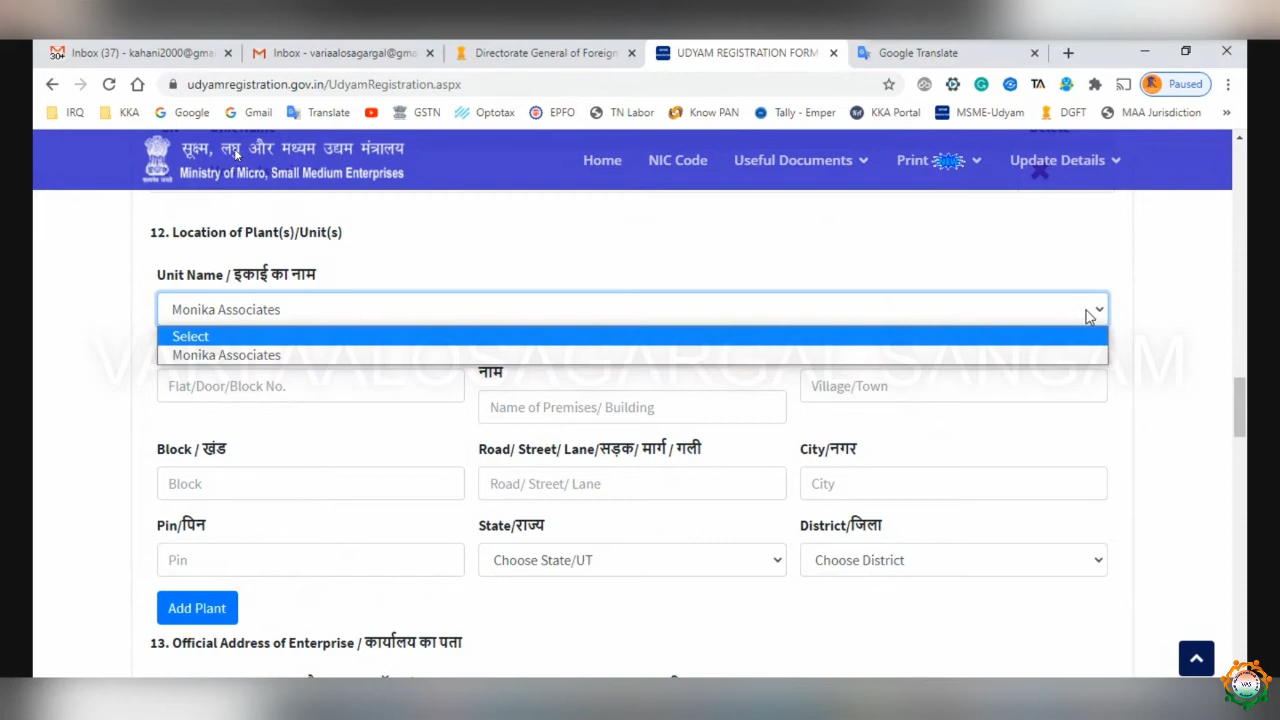 Inbox (37) - kahani2000@gma
Inbox - variaalosagargal@gma
Directorate General of Foreign
UDYAM REGISTRATION FORM
Google Translate
udyamregistration.gov.in/UdyamRegistration.aspx
Paused
IRQ
KKA
Google
Gmail
Translate
GSTN
Optotax
EPFO
TN Labor
Know PAN
Tally - Emper
KKA Portal
MSME-Udyam
DGFT
MAA Jurisdiction
सूक्ष्म, लघु और मध्यम उद्यम मंत्रालय
Ministry of Micro, Small Medium Enterprises
Home
NIC Code
Useful Documents
Print
Update Details
12. Location of Plant(s)/Unit(s)
Unit Name / इकाई का नाम
Monika Associates
Select
Monika Associates
VARIAALOSAGARGAL SANGAM
नाम
Flat/Door/Block No.
Name of Premises/ Building
Village/Town
Block / खंड
Road/ Street/ Lane/सड़क/ मार्ग / गली
City/नगर
Block
Road/ Street/ Lane
City
Pin/पिन
State/राज्य
District/जिला
Pin
Choose State/UT
Choose District
Add Plant
13. Official Address of Enterprise / कार्यालय का पता
VAS